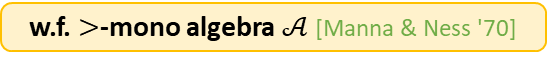 w.f. >-mono algebra 𝒜 [Manna & Ness '70]